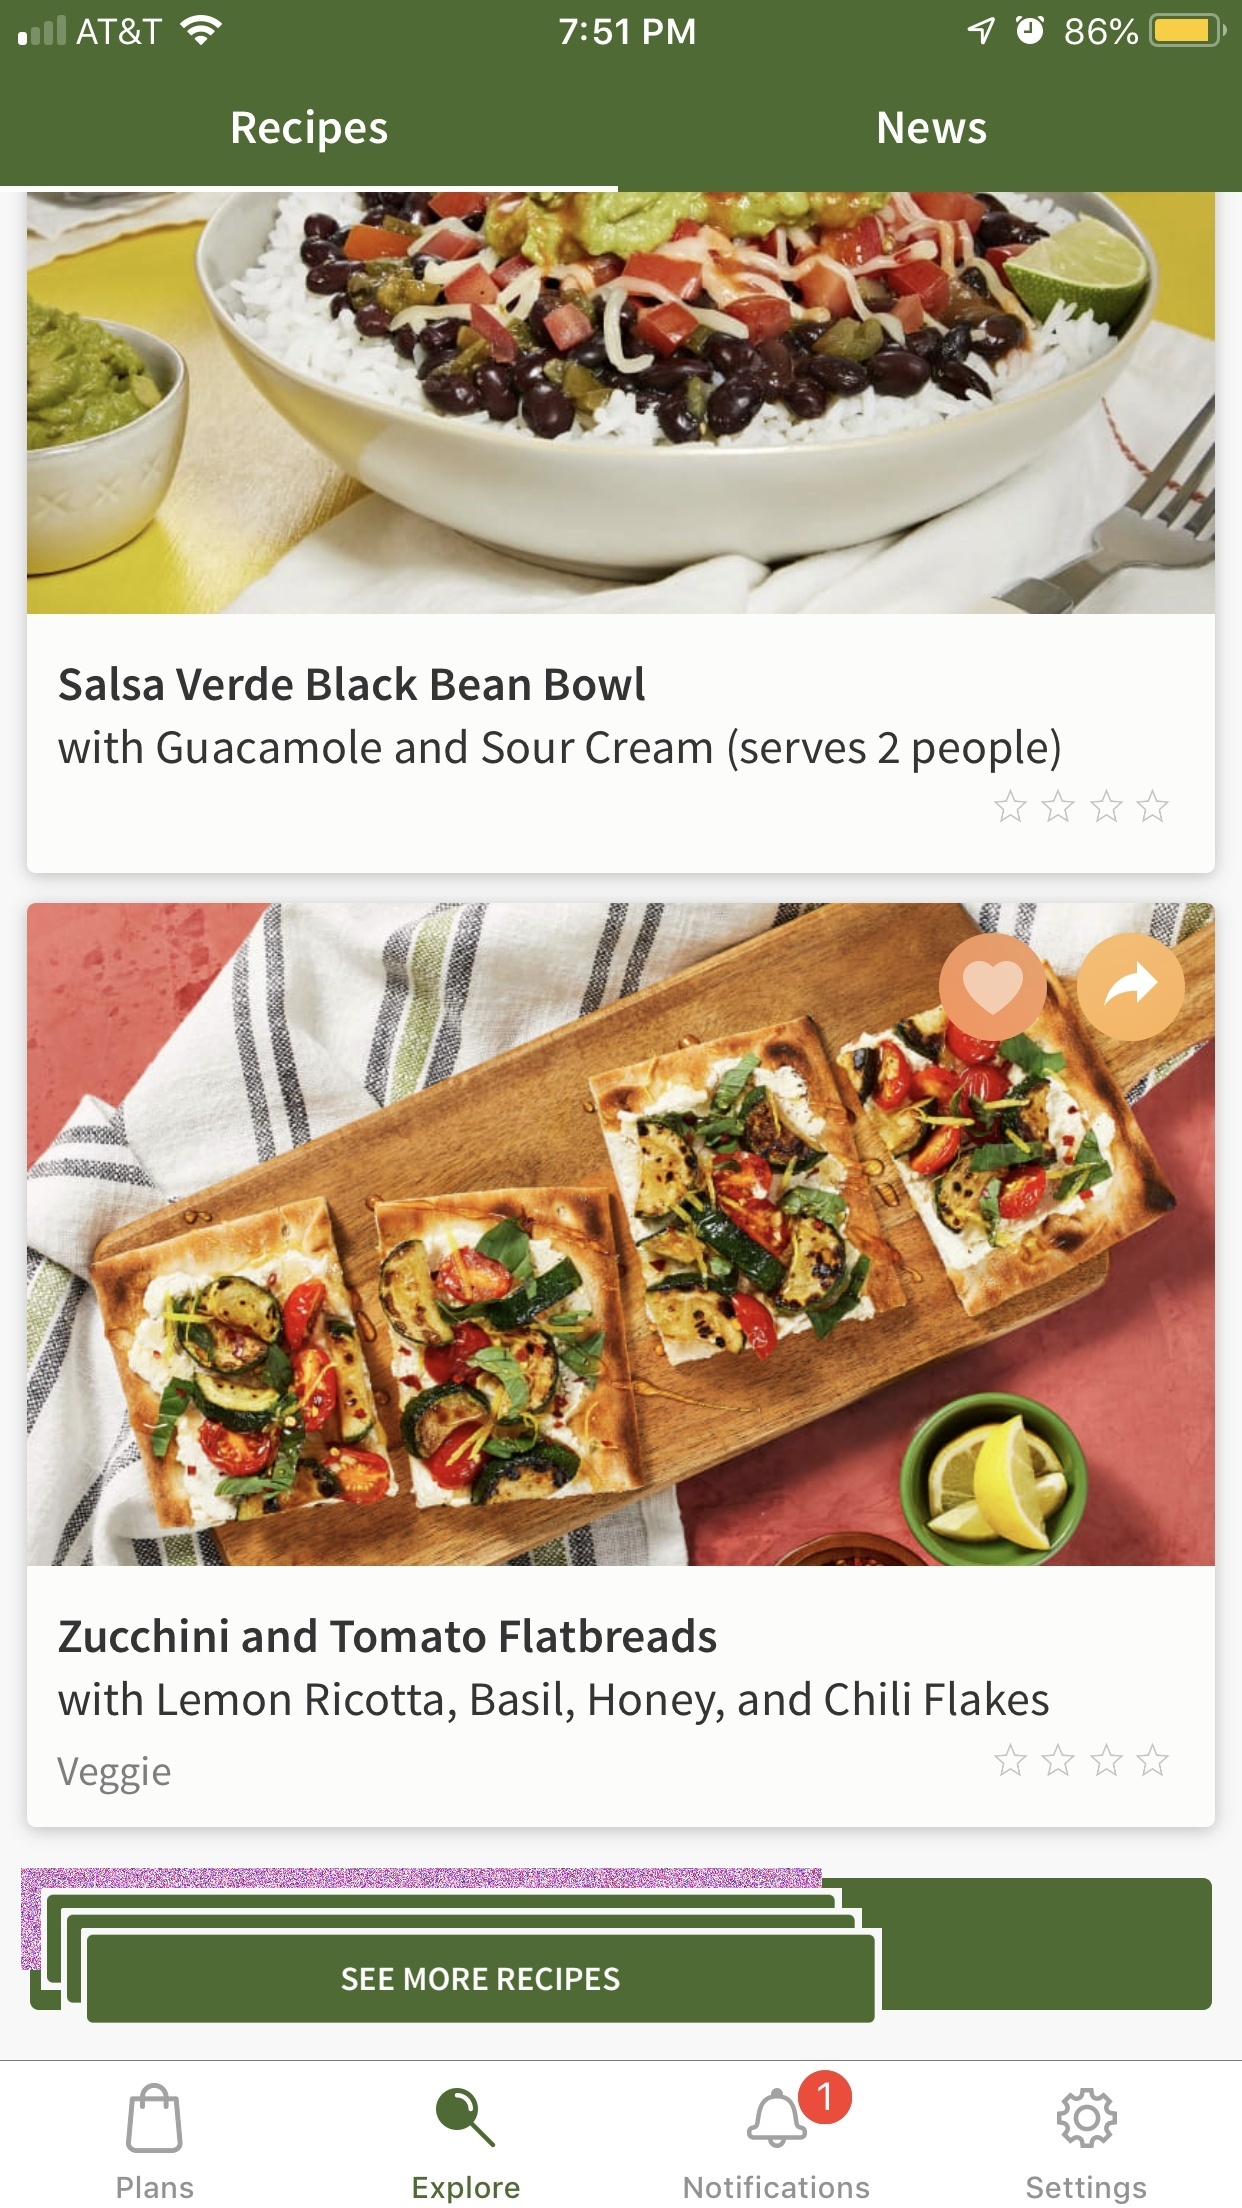 AT&T 7:51 PM 86%
Recipes News
Salsa Verde Black Bean Bowl
with Guacamole and Sour Cream (serves 2 people)
Zucchini and Tomato Flatbreads
with Lemon Ricotta, Basil, Honey, and Chili Flakes
Veggie
SEE MORE RECIPES
1
Plans Explore Notifications Settings